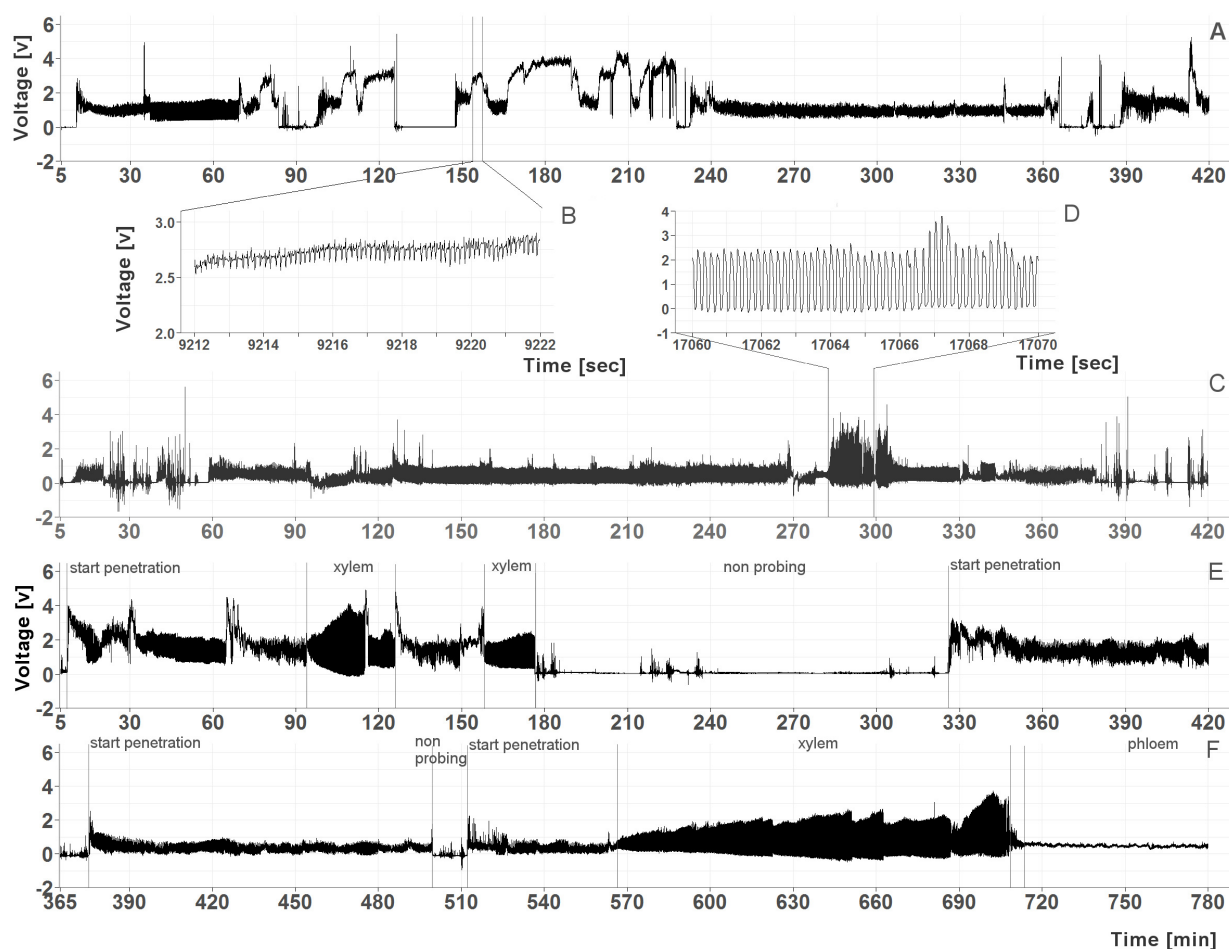 A
Voltage [v]
6
4
2
0
-2
5 30 60 90 120 150 180 210 240 270 300 330 360 390 420
B
Voltage [v]
3.0
2.5
2.0
9212 9214 9216 9218 9220 9222
Time [sec]
D
4
3
2
1
0
-1
17060 17062 17064 17066 17068 17070
Time [sec]
C
6
4
2
0
-2
5 30 60 90 120 150 180 210 240 270 300 330 360 390 420
E
start penetration xylem xylem non probing start penetration
Voltage [v]
6
4
2
0
-2
5 30 60 90 120 150 180 210 240 270 300 330 360 390 420
F
start penetration non probing start penetration xylem phloem
6
4
2
0
-2
365 390 420 450 480 510 540 570 600 630 660 690 720 750 780
Time [min]